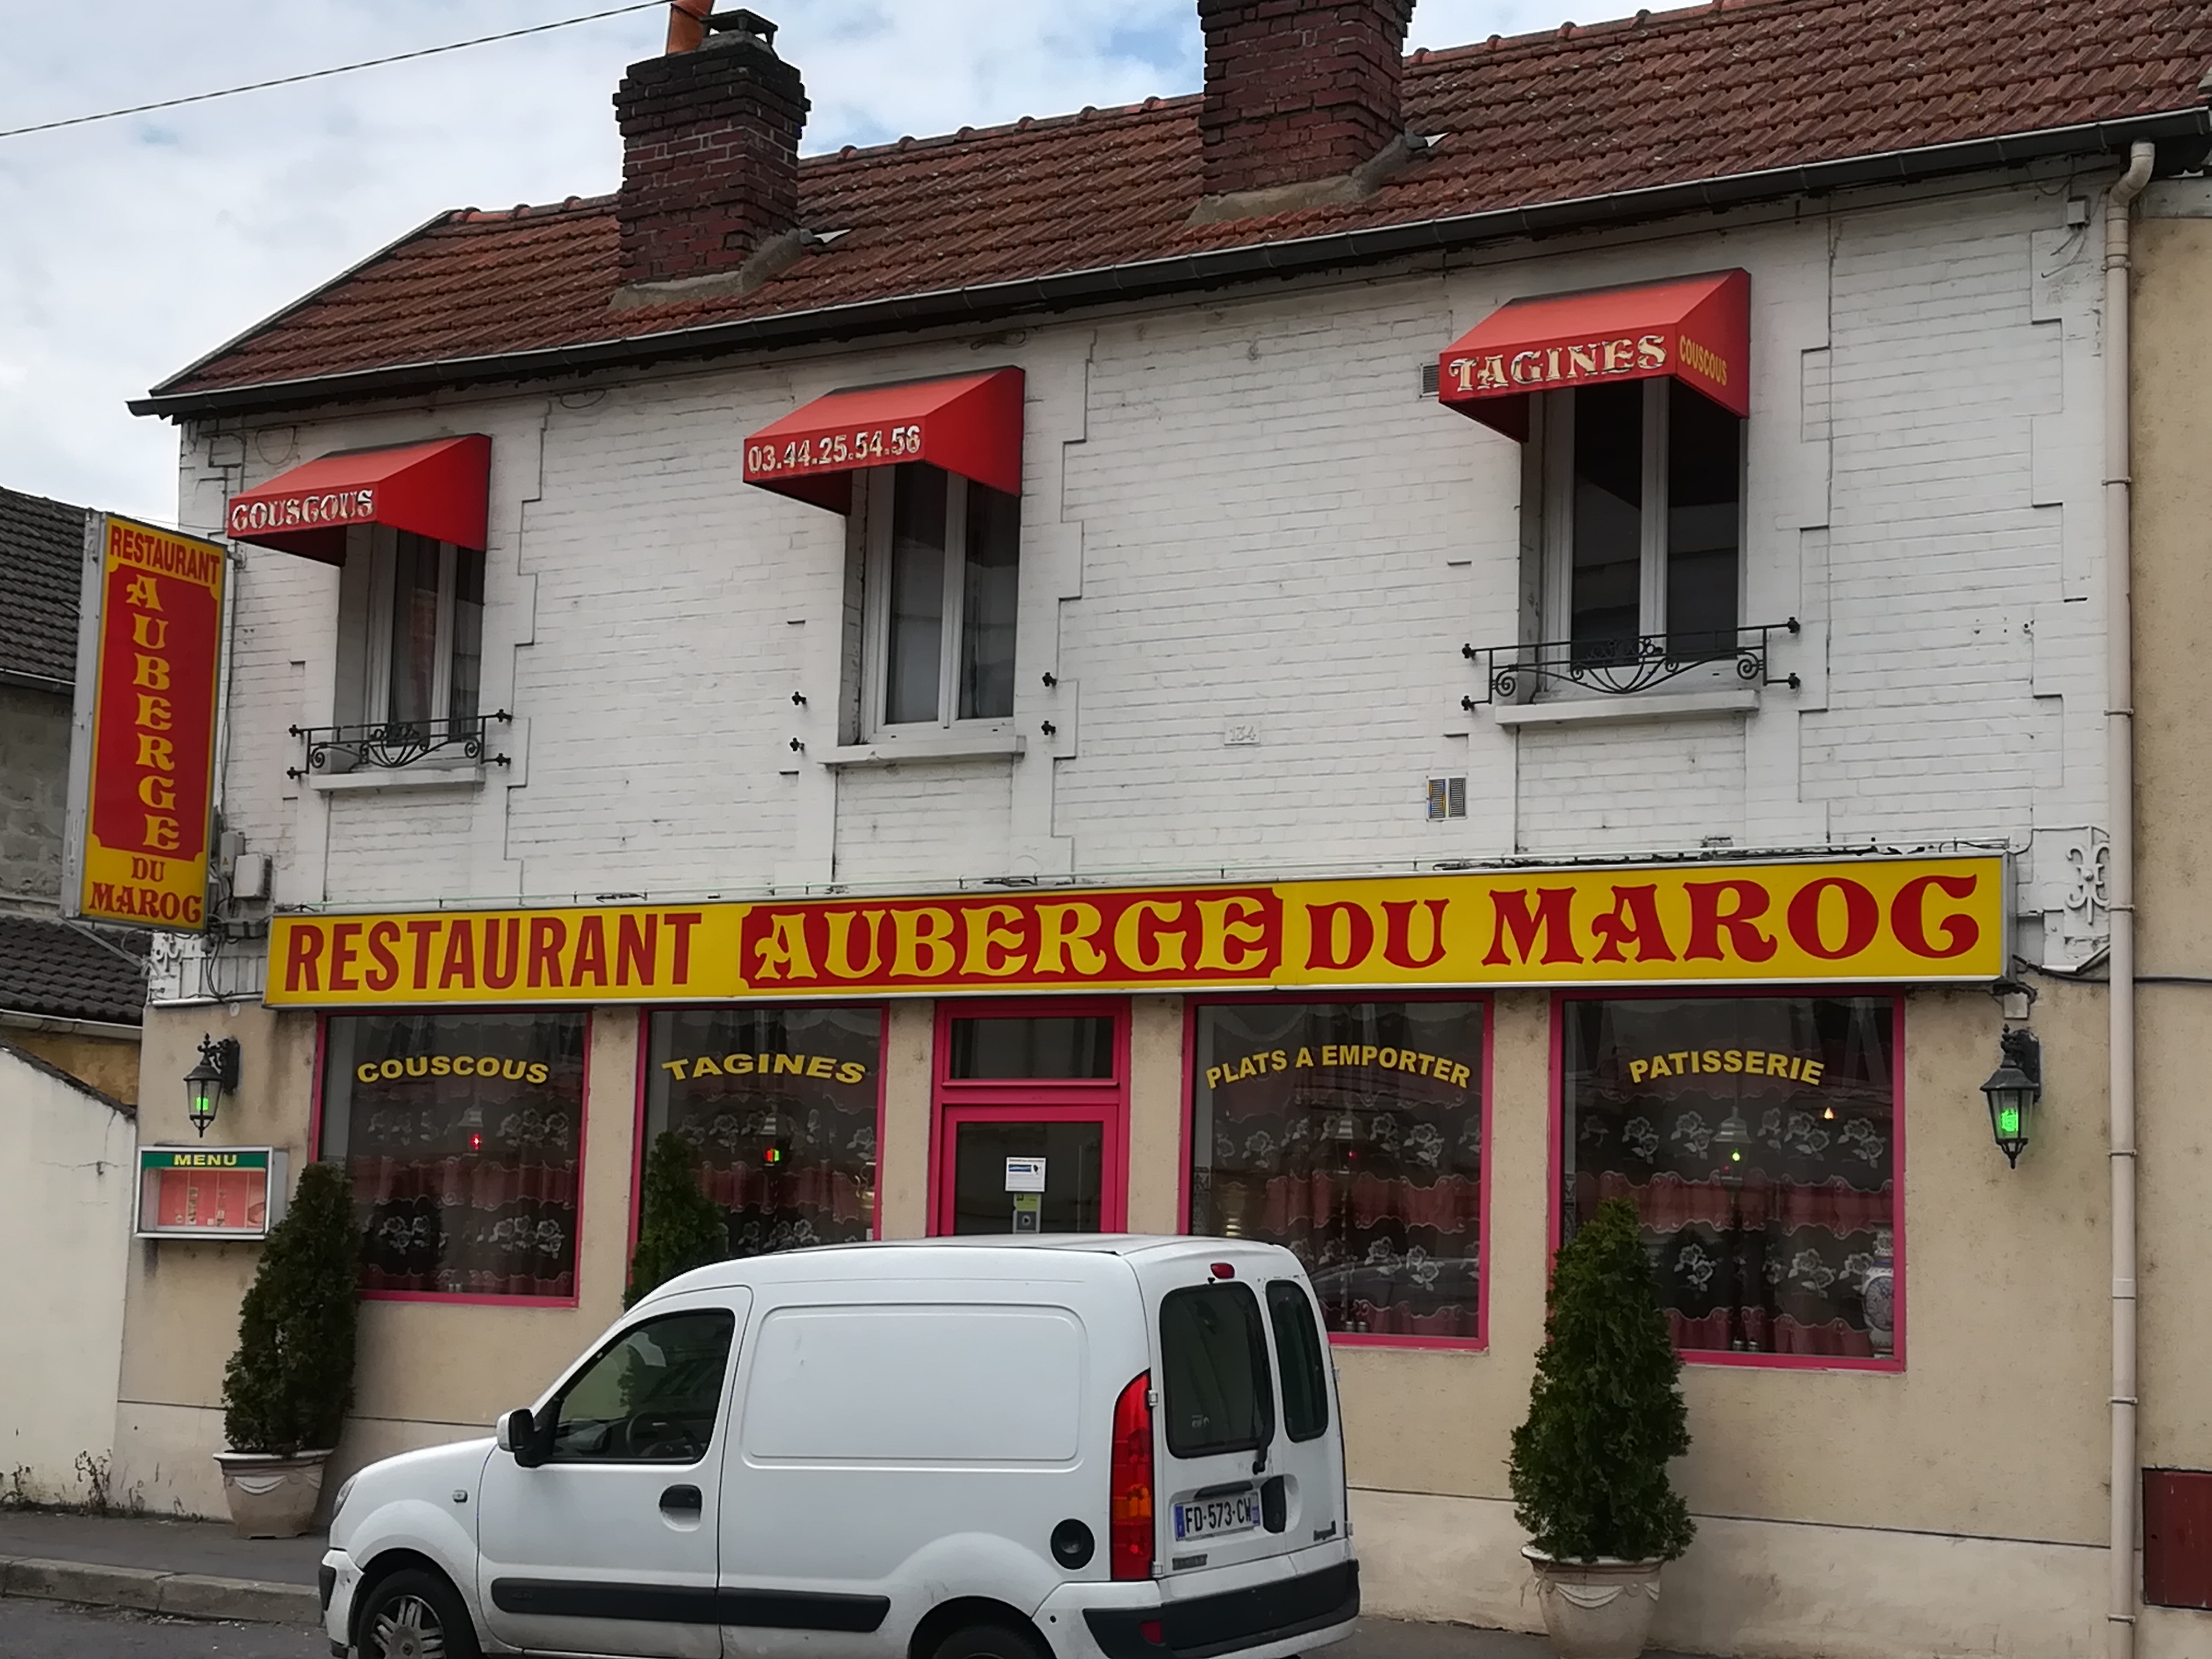 TAGINES
COUSCOUS
03.44.25.54.56
COUSCOUS
RESTAURANT
AUBERGE
DU
MAROC
134
RESTAURANT AUBERGE DU MAROC
COUSCOUS
TAGINES
PLATS A EMPORTER
PATISSERIE
MENU
FD-573-CW